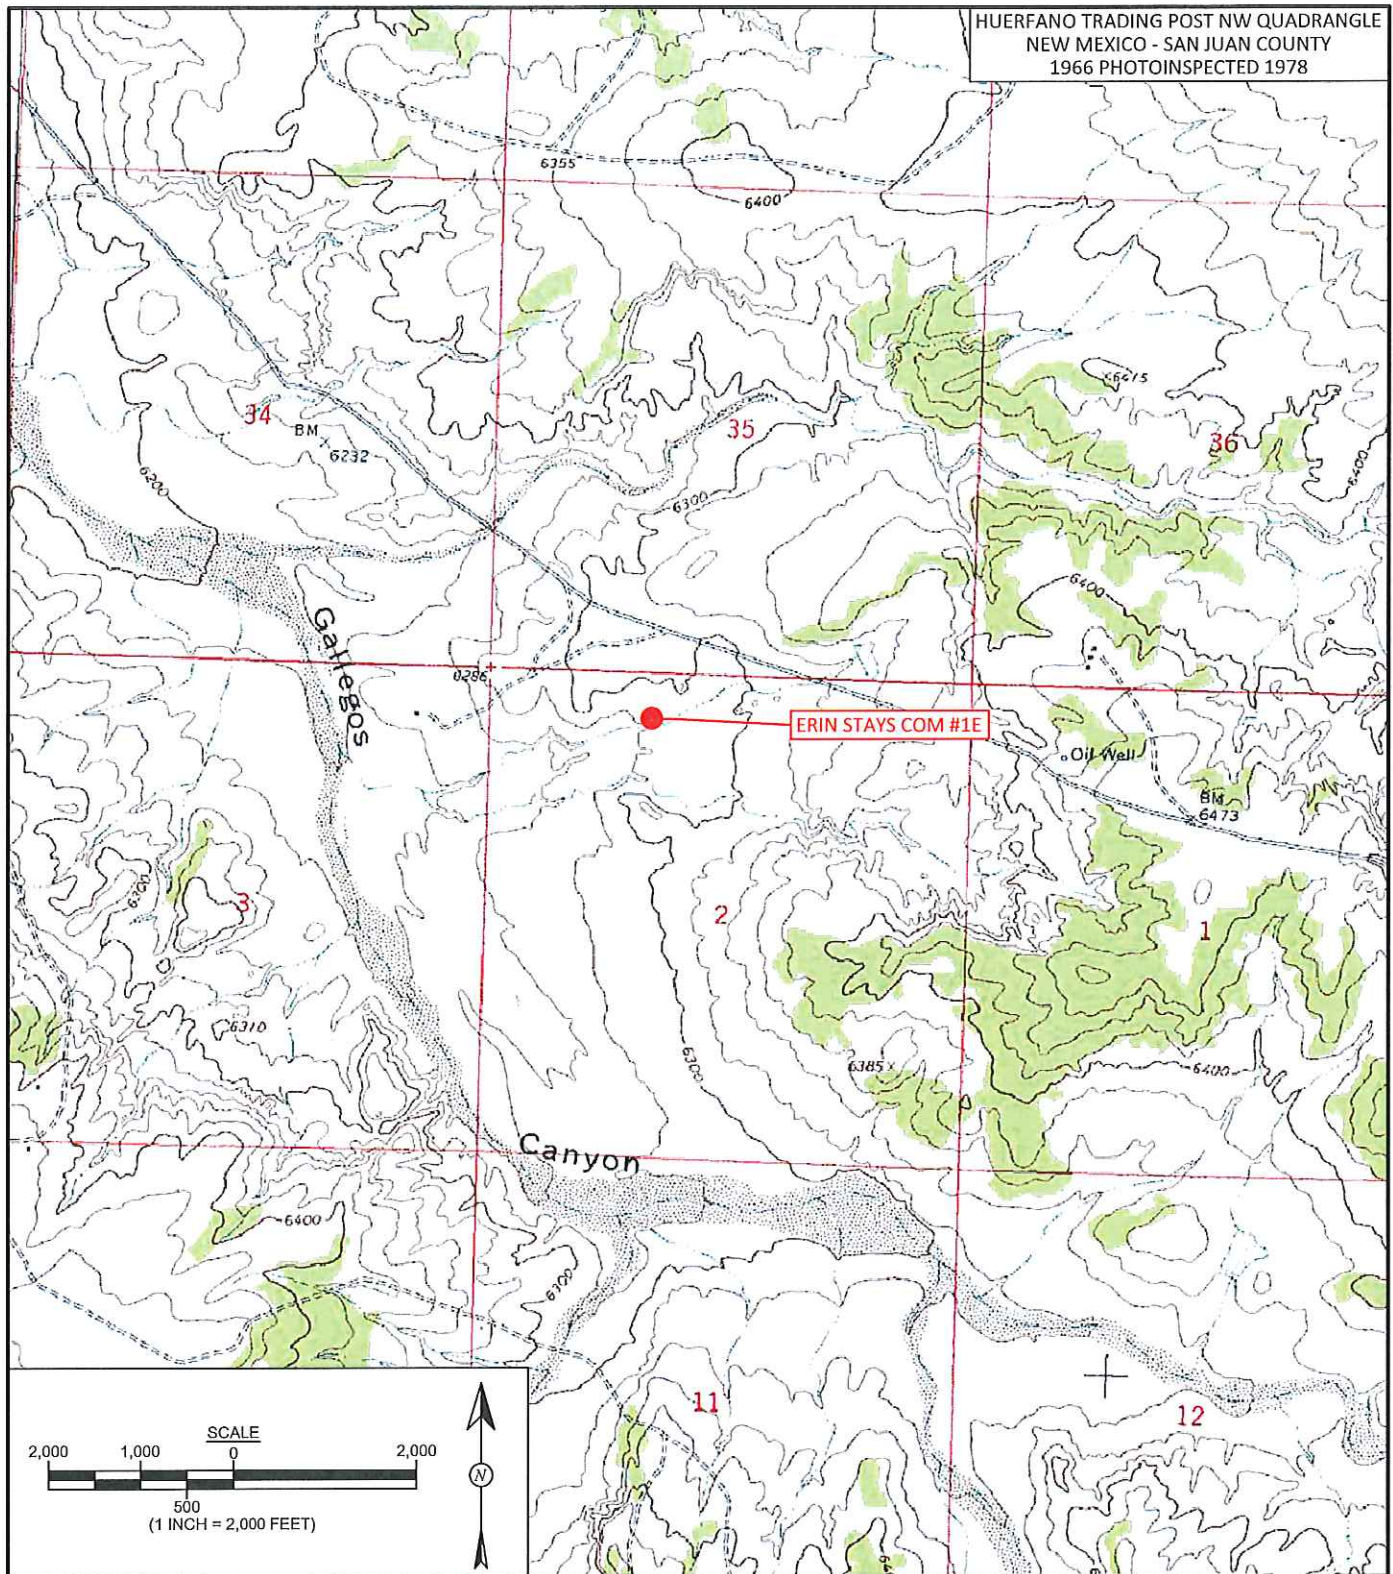 HUERFANO TRADING POST NW QUADRANGLE
NEW MEXICO - SAN JUAN COUNTY
1966 PHOTOINSPECTED 1978
6355
6400
6415
34
BM
6232
35
36
6200
6300
6400
6400
Gallegos
ERIN STAYS COM #1E
Oil Well
BM
6473
6300
3
2
1
6310
6300
6385
6400
Canyon
6400
6300
11
12
SCALE
2,000 1,000 0 2,000
500
(1 INCH = 2,000 FEET)
N